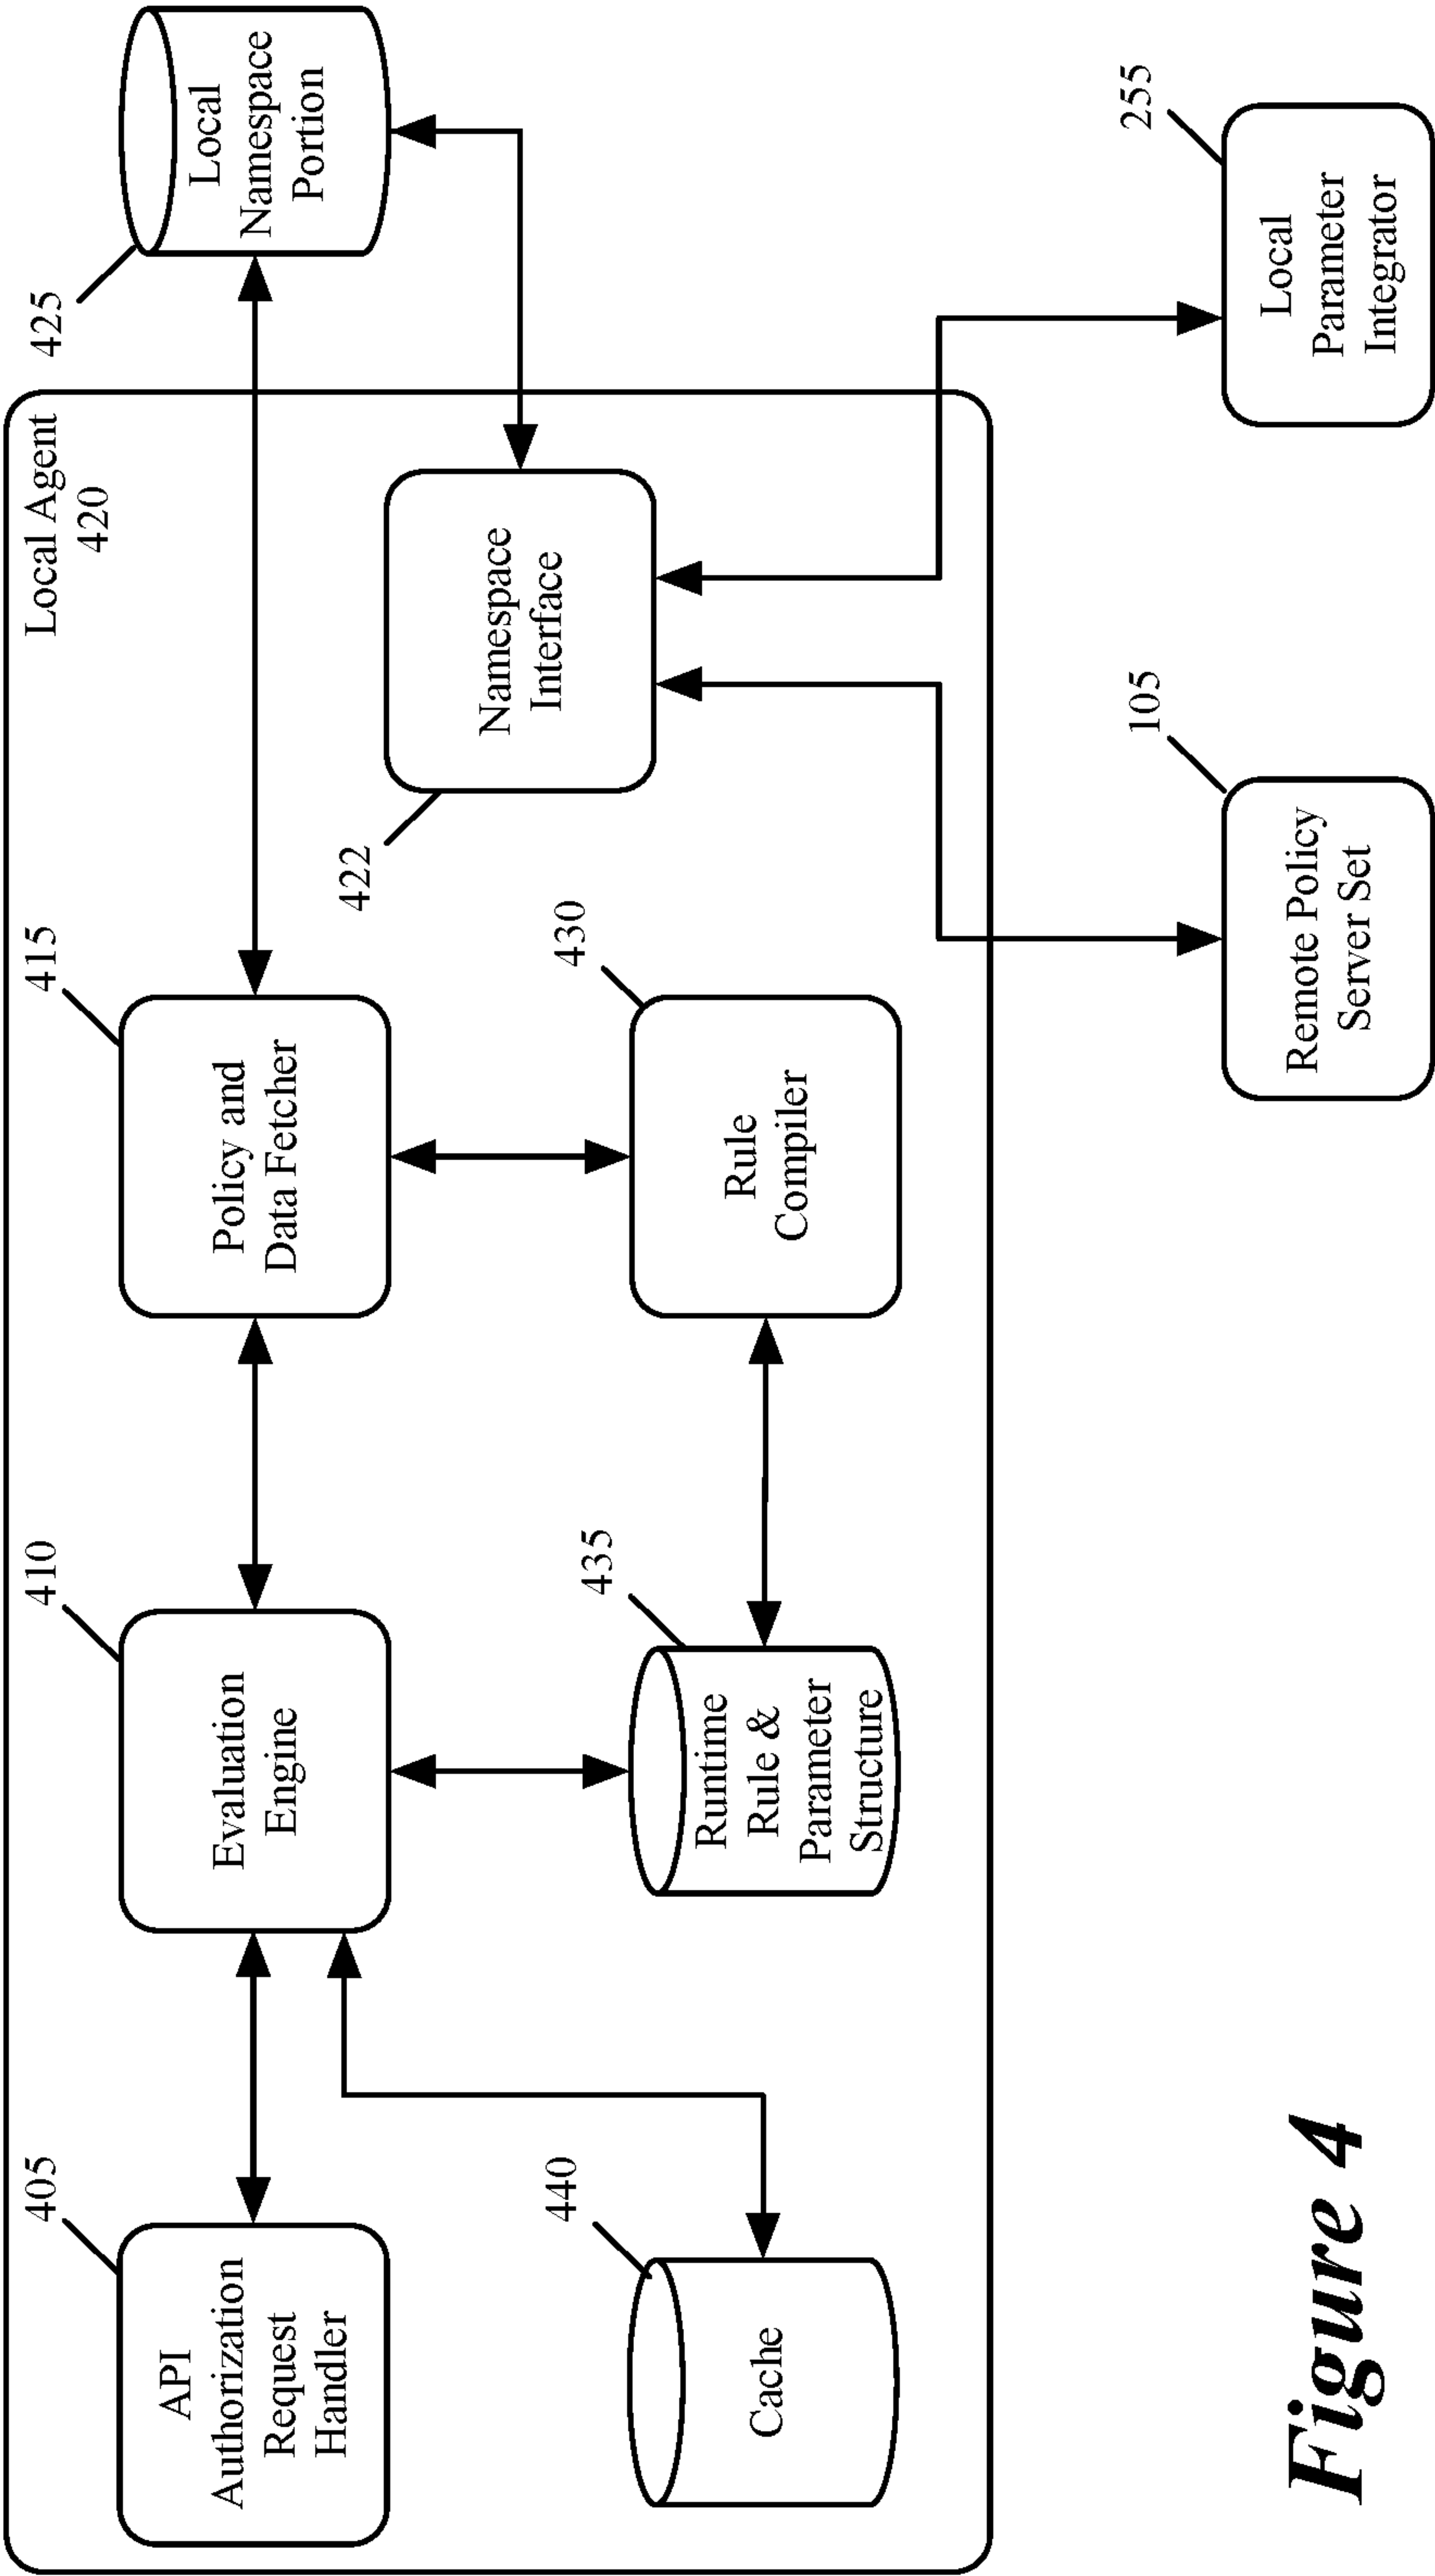 Local Agent
420
405
API
Authorization
Request
Handler
410
Evaluation
Engine
415
Policy and
Data Fetcher
425
Local
Namespace
Portion
440
Cache
435
Runtime
Rule &
Parameter
Structure
430
Rule
Compiler
422
Namespace
Interface
105
Remote Policy
Server Set
255
Local
Parameter
Integrator
Figure 4